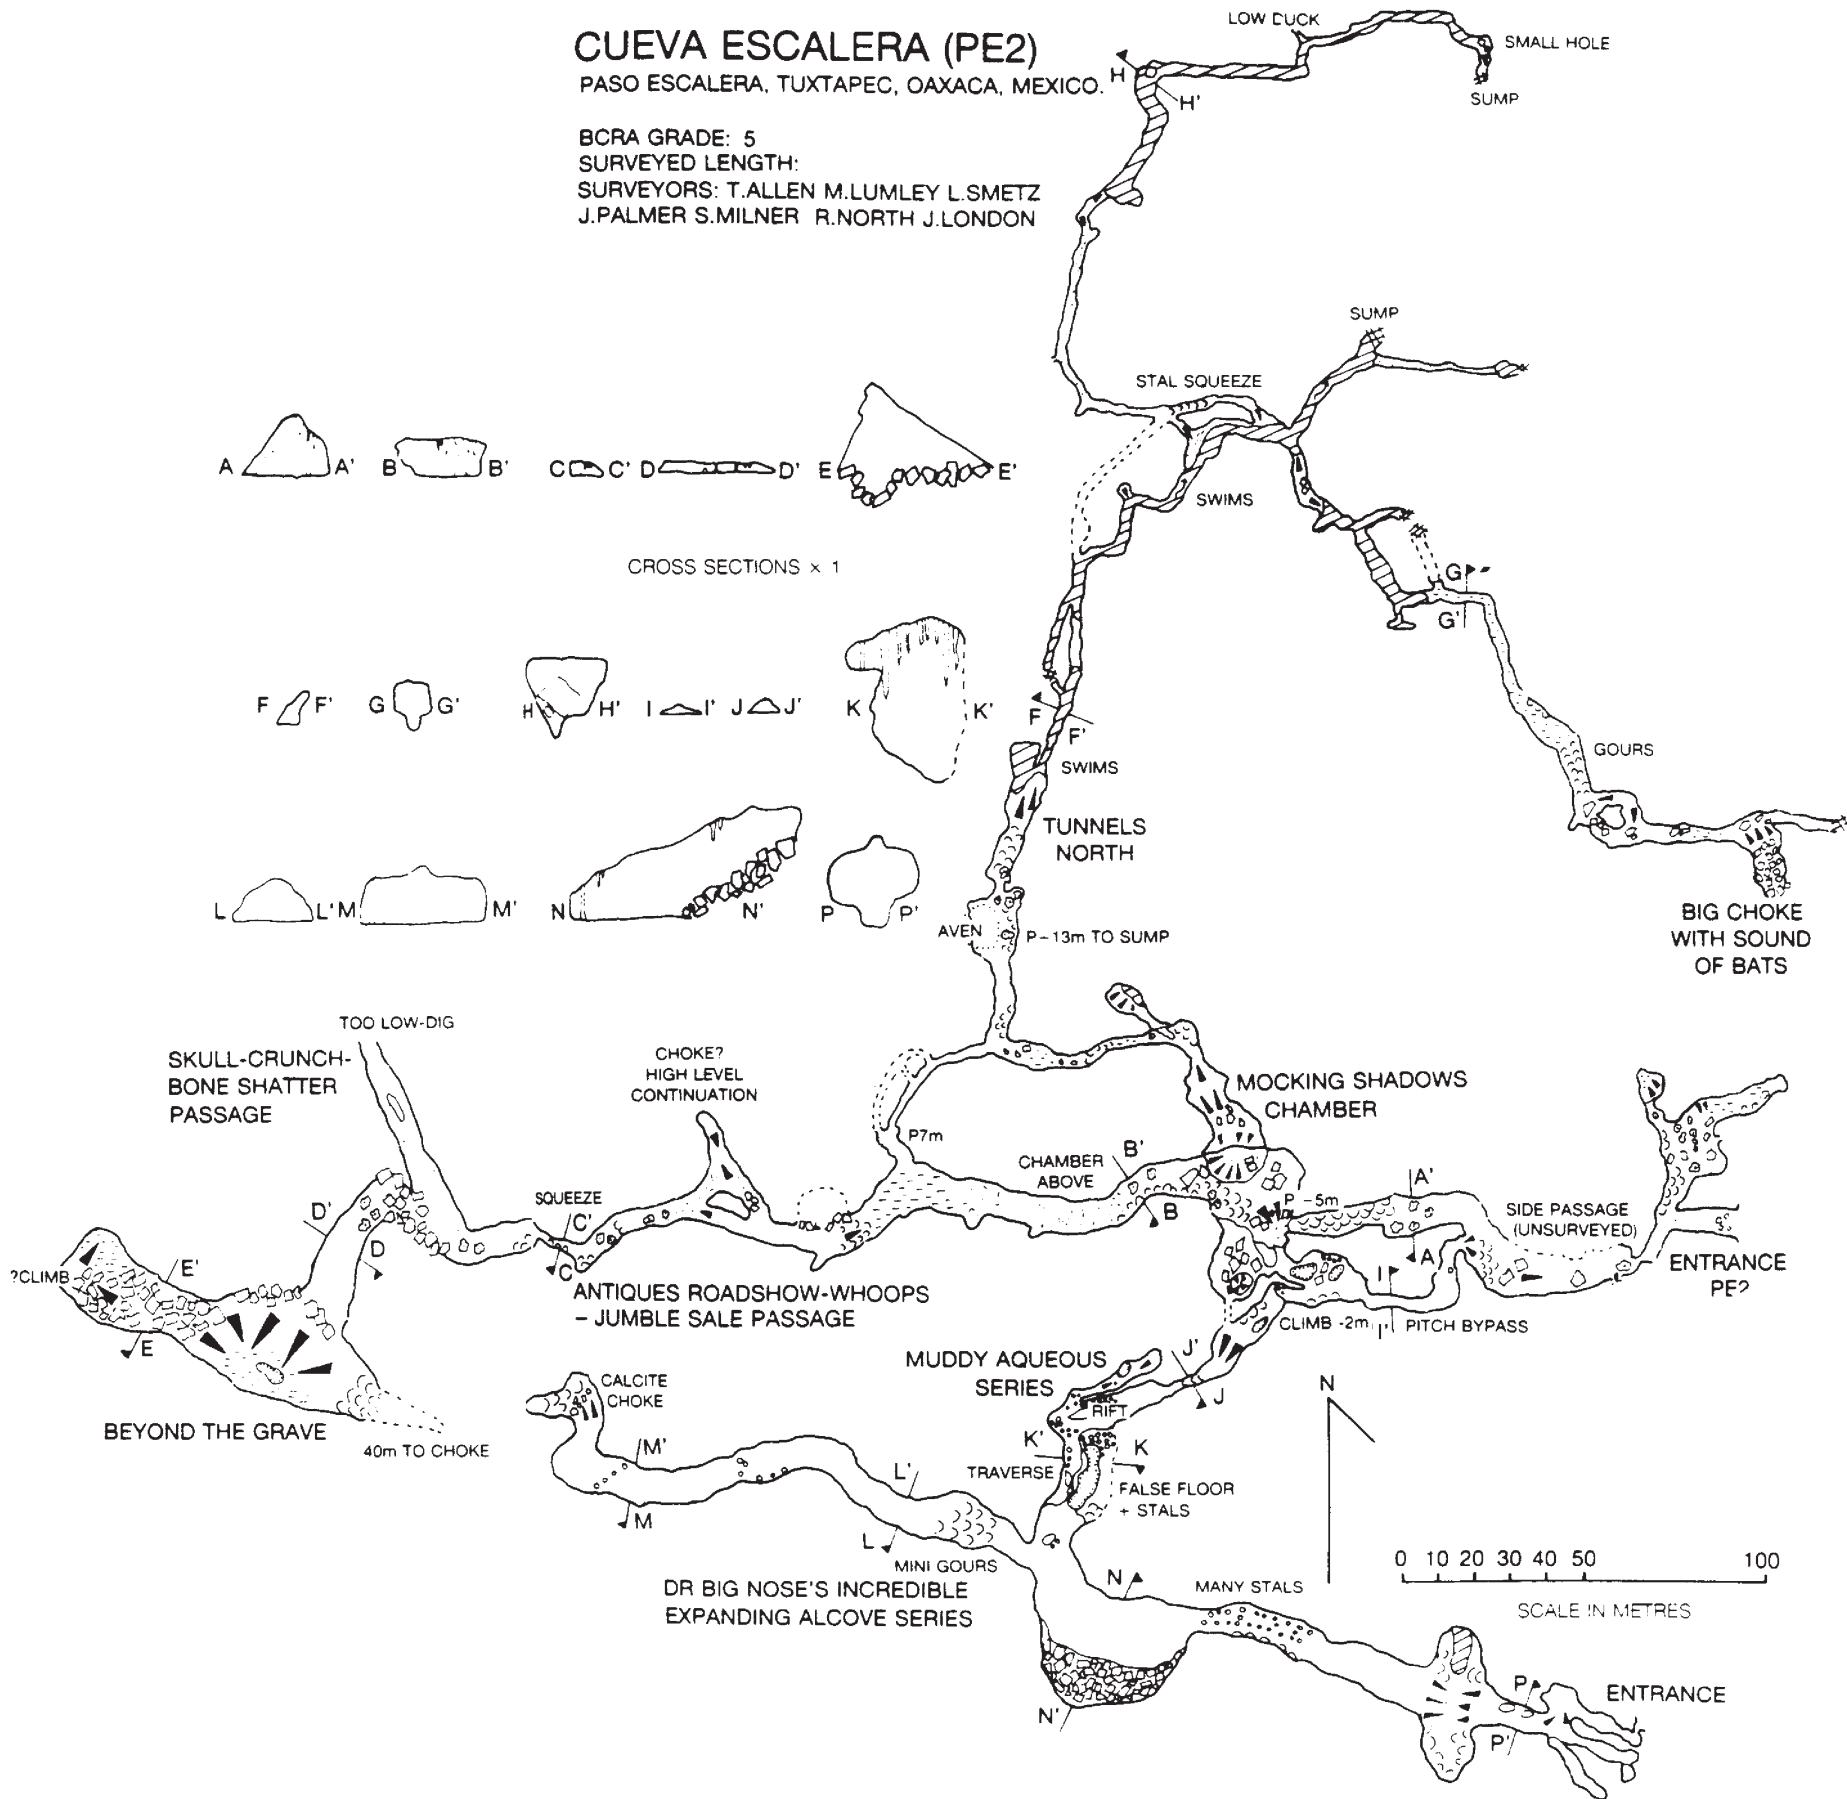 CUEVA ESCALERA (PE2)
PASO ESCALERA, TUXTAPEC, OAXACA, MEXICO.
BCRA GRADE: 5
SURVEYED LENGTH:
SURVEYORS: T.ALLEN M.LUMLEY L.SMETZ
J.PALMER S.MILNER R.NORTH J.LONDON
LOW DUCK
SMALL HOLE
SUMP
H
H'
SUMP
STAL SQUEEZE
SWIMS
A A' B B' C C' D D' E E'
CROSS SECTIONS × 1
G
G'
F F' G G' H H' I I' J J' K K'
F
F'
SWIMS
GOURS
TUNNELS
NORTH
L L' M M' N N' P P'
AVEN
P-13m TO SUMP
BIG CHOKE
WITH SOUND
OF BATS
TOO LOW-DIG
SKULL-CRUNCH-
BONE SHATTER
PASSAGE
CHOKE?
HIGH LEVEL
CONTINUATION
MOCKING SHADOWS
CHAMBER
P7m
CHAMBER
ABOVE
B'
B
A'
A
P -5m
SIDE PASSAGE
(UNSURVEYED)
ENTRANCE
PE?
SQUEEZE
C'
C
D'
D
?CLIMB
E'
E
ANTIQUES ROADSHOW-WHOOPS
- JUMBLE SALE PASSAGE
I
I'
CLIMB -2m
PITCH BYPASS
MUDDY AQUEOUS
SERIES
J'
J
RIFT
CALCITE
CHOKE
BEYOND THE GRAVE
40m TO CHOKE
K'
K
TRAVERSE
FALSE FLOOR
+ STALS
N
M'
M
L'
L
MINI GOURS
DR BIG NOSE'S INCREDIBLE
EXPANDING ALCOVE SERIES
N
N'
MANY STALS
0 10 20 30 40 50 100
SCALE IN METRES
P
P'
ENTRANCE